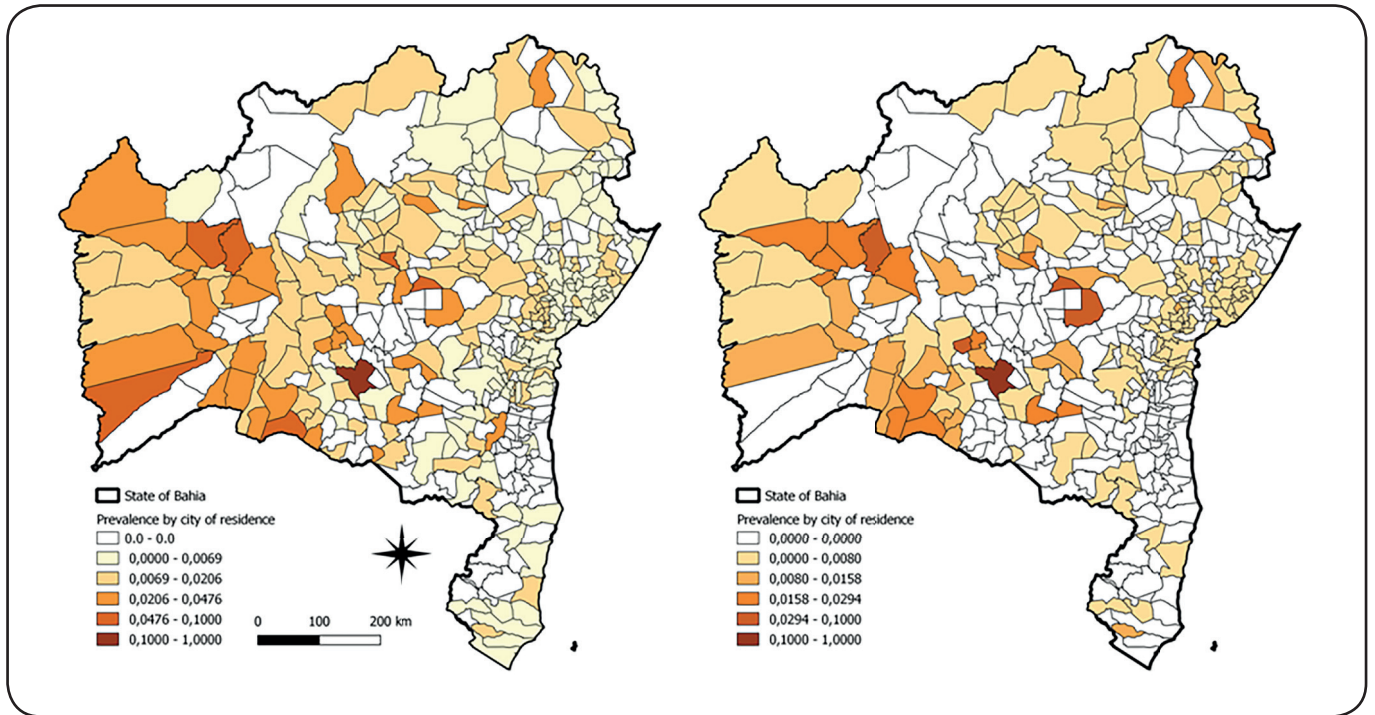 State of Bahia
Prevalence by city of residence
0.0 - 0.0
0,0000 - 0,0069
0,0069 - 0,0206
0,0206 - 0,0476
0,0476 - 0,1000
0,1000 - 1,0000
0 100 200 km
State of Bahia
Prevalence by city of residence
0,0000 - 0,0000
0,0000 - 0,0080
0,0080 - 0,0158
0,0158 - 0,0294
0,0294 - 0,1000
0,1000 - 1,0000